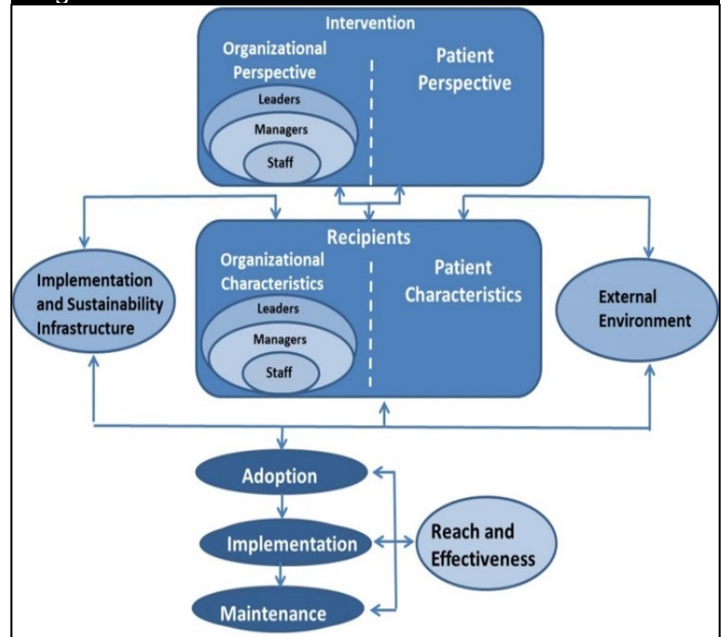 Intervention
Organizational
Perspective
Leaders
Managers
Staff
Patient
Perspective
Recipients
Organizational
Characteristics
Leaders
Managers
Staff
Patient
Characteristics
Implementation
and Sustainability
Infrastructure
External
Environment
Adoption
Implementation
Maintenance
Reach and
Effectiveness